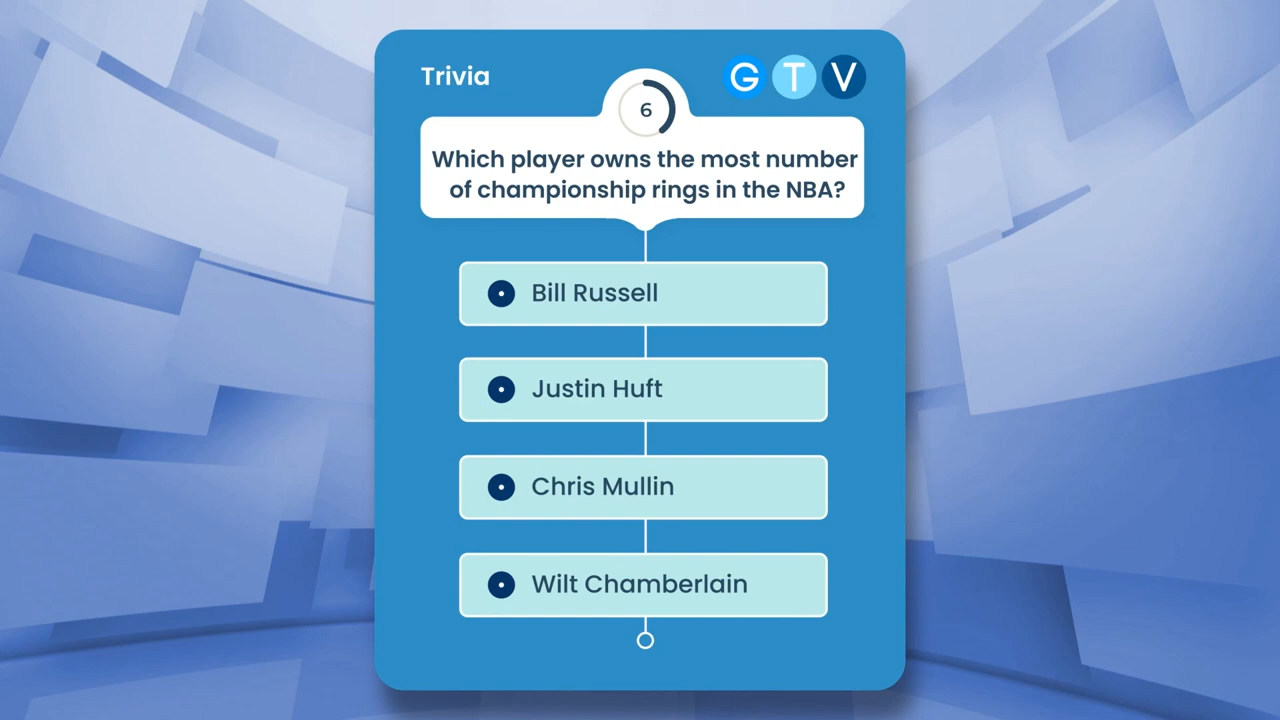 Trivia
G T V
6
Which player owns the most number
of championship rings in the NBA?
Bill Russell
Justin Huft
Chris Mullin
Wilt Chamberlain